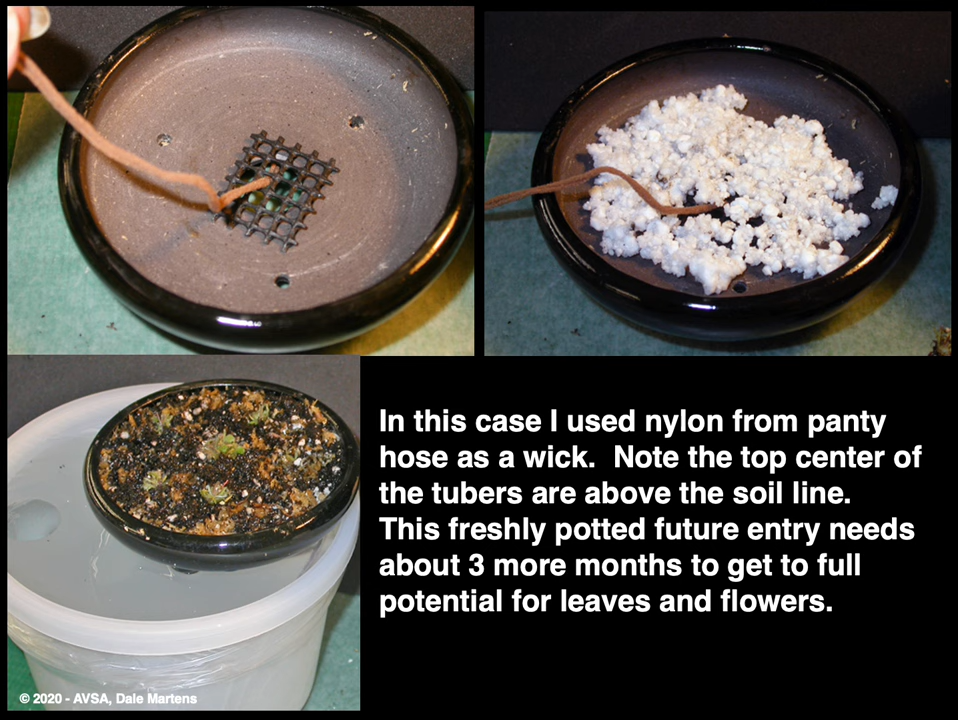 In this case I used nylon from panty
hose as a wick.  Note the top center of
the tubers are above the soil line.
This freshly potted future entry needs
about 3 more months to get to full
potential for leaves and flowers.
© 2020 - AVSA, Dale Martens